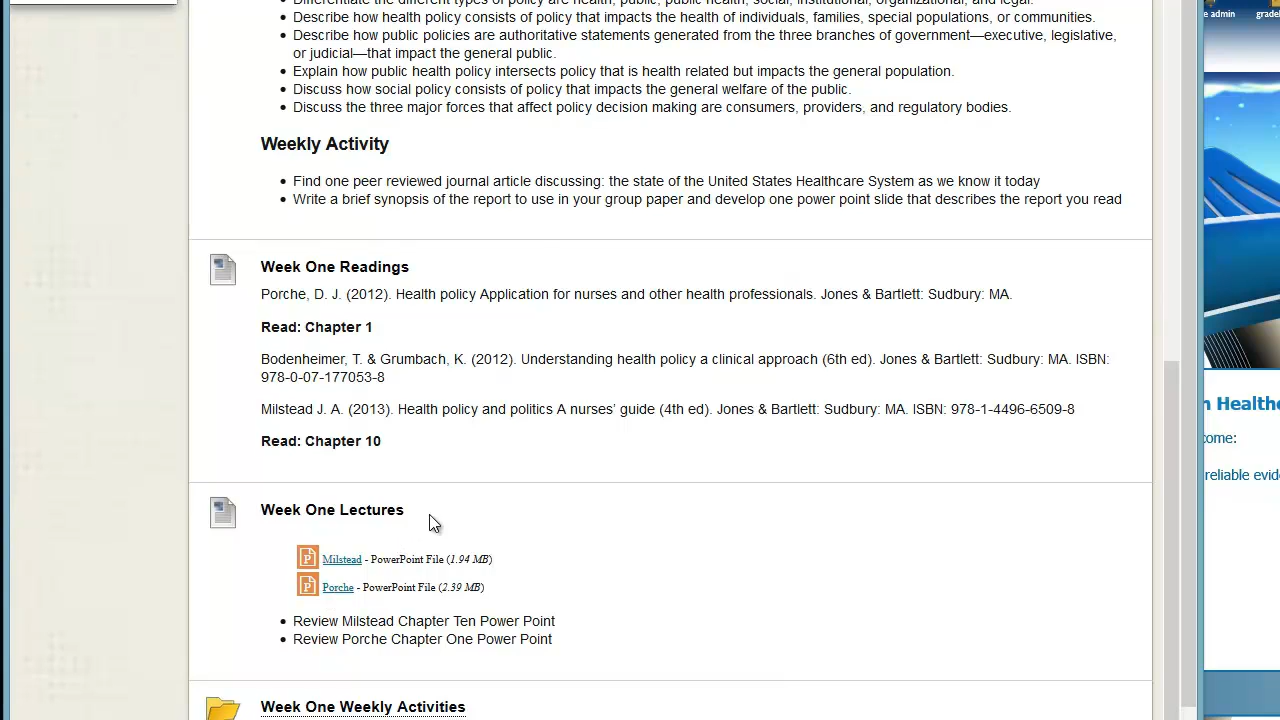 Differentiate the different types of policy are health, public, public health, social, institutional, organizational, and legal.
Describe how health policy consists of policy that impacts the health of individuals, families, special populations, or communities.
Describe how public policies are authoritative statements generated from the three branches of government—executive, legislative,
or judicial—that impact the general public.
Explain how public health policy intersects policy that is health related but impacts the general population.
Discuss how social policy consists of policy that impacts the general welfare of the public.
Discuss the three major forces that affect policy decision making are consumers, providers, and regulatory bodies.
Weekly Activity
Find one peer reviewed journal article discussing: the state of the United States Healthcare System as we know it today
Write a brief synopsis of the report to use in your group paper and develop one power point slide that describes the report you read
Week One Readings
Porche, D. J. (2012). Health policy Application for nurses and other health professionals. Jones & Bartlett: Sudbury: MA.
Read: Chapter 1
Bodenheimer, T. & Grumbach, K. (2012). Understanding health policy a clinical approach (6th ed). Jones & Bartlett: Sudbury: MA. ISBN:
978-0-07-177053-8
Milstead J. A. (2013). Health policy and politics A nurses’ guide (4th ed). Jones & Bartlett: Sudbury: MA. ISBN: 978-1-4496-6509-8
Read: Chapter 10
Week One Lectures
Milstead - PowerPoint File (1.94 MB)
Porche - PowerPoint File (2.39 MB)
Review Milstead Chapter Ten Power Point
Review Porche Chapter One Power Point
Week One Weekly Activities
e admin
grade
n Healthc
come:
reliable evid